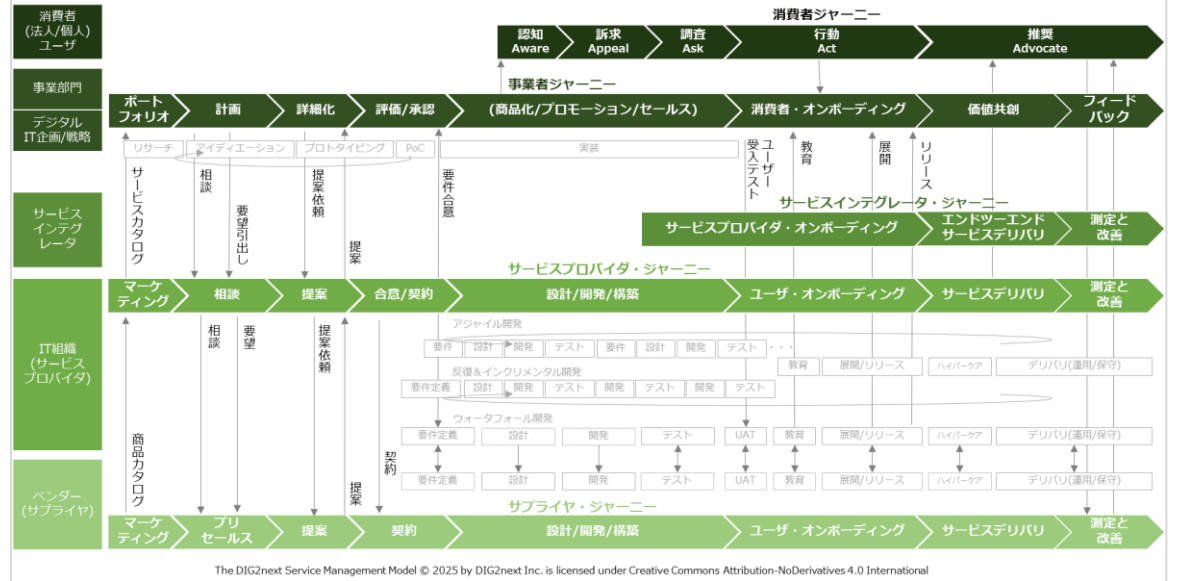 消費者
(法人/個人)
ユーザ
消費者ジャーニー
認知
Aware
訴求
Appeal
調査
Ask
行動
Act
推奨
Advocate
事業部門
デジタル
IT企画/戦略
事業者ジャーニー
ポート
フォリオ
計画
詳細化
評価/承認
(商品化/プロモーション/セールス)
消費者・オンボーディング
価値共創
フィード
バック
リサーチ
アイディエーション
プロトタイピング
PoC
実装
サービスカタログ
相談
要望引出し
提案依頼
提案
要件合意
ユーザー
受入テスト
教育
展開
リリース
サービス
インテグ
レータ
サービスインテグレータ・ジャーニー
サービスプロバイダ・オンボーディング
エンドツーエンド
サービスデリバリ
測定と
改善
IT組織
(サービス
プロバイダ)
サービスプロバイダ・ジャーニー
マーケ
ティング
相談
提案
合意/契約
設計/開発/構築
ユーザ・オンボーディング
サービスデリバリ
測定と
改善
相談
要望
提案依頼
アジャイル開発
要件
設計
開発
テスト
要件
設計
開発
テスト
・・・
教育
展開/リリース
ハイパーケア
デリバリ(運用/保守)
反復&インクリメンタル開発
要件定義
設計
開発
テスト
開発
テスト
開発
テスト
ウォータフォール開発
要件定義
設計
開発
テスト
UAT
教育
展開/リリース
ハイパーケア
デリバリ(運用/保守)
商品カタログ
提案
契約
要件定義
設計
開発
テスト
UAT
教育
展開/リリース
ハイパーケア
デリバリ(運用/保守)
ベンダー
(サプライヤ)
サプライヤ・ジャーニー
マーケ
ティング
プリ
セールス
提案
契約
設計/開発/構築
ユーザ・オンボーディング
サービスデリバリ
測定と
改善
The DIG2next Service Management Model © 2025 by DIG2next Inc. is licensed under Creative Commons Attribution-NoDerivatives 4.0 International